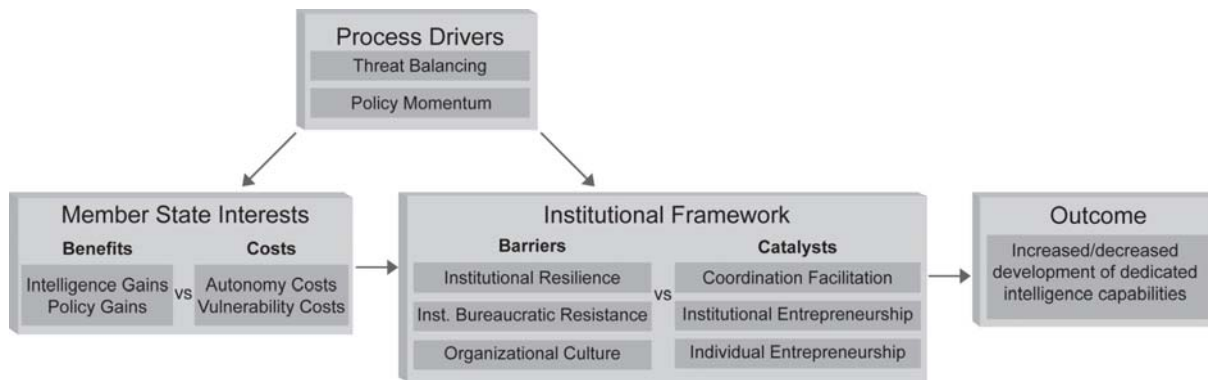 Process Drivers
Threat Balancing
Policy Momentum
Member State Interests
Benefits
Costs
Intelligence Gains
Policy Gains
vs
Autonomy Costs
Vulnerability Costs
Institutional Framework
Barriers
Catalysts
Institutional Resilience
Inst. Bureaucratic Resistance
Organizational Culture
vs
Coordination Facilitation
Institutional Entrepreneurship
Individual Entrepreneurship
Outcome
Increased/decreased
development of dedicated
intelligence capabilities